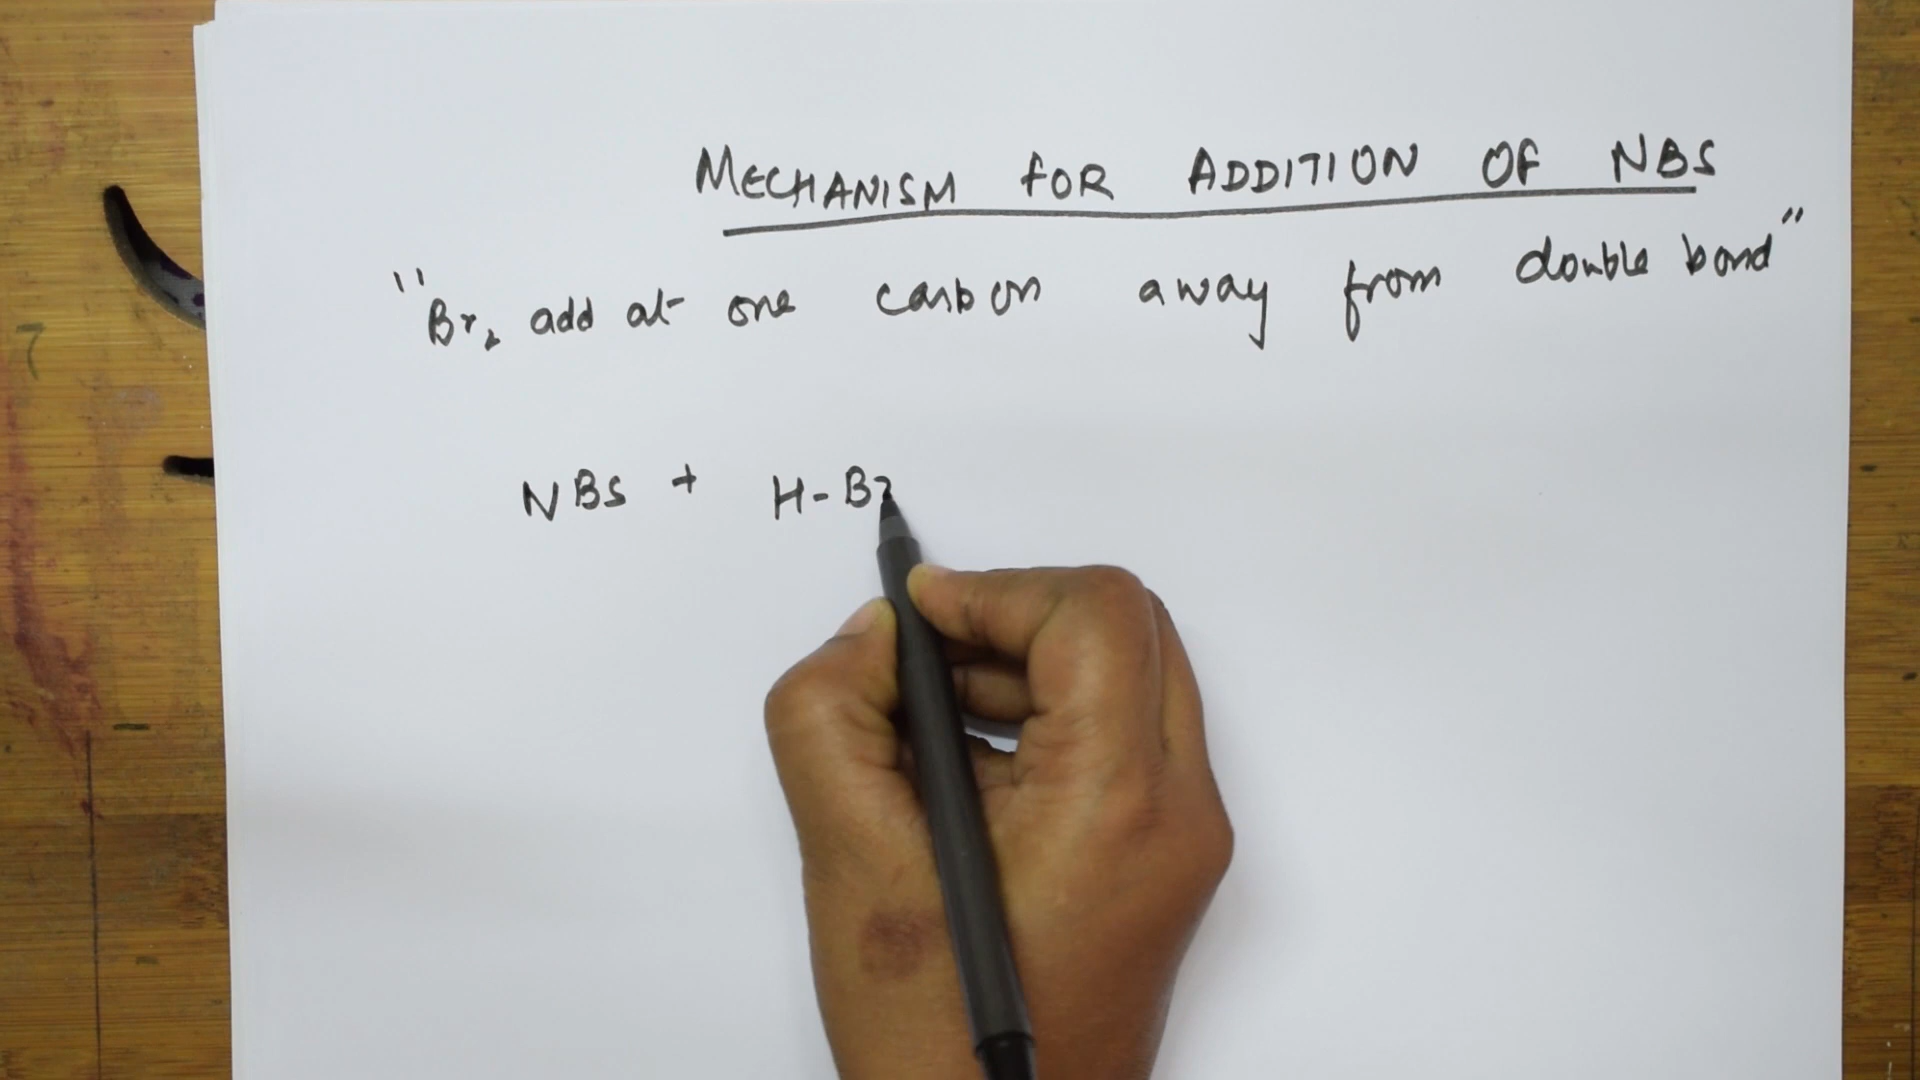 MECHANISM FOR ADDITION OF NBS
"Br₂ add at one carbon away from double bond"
NBS + H-Br